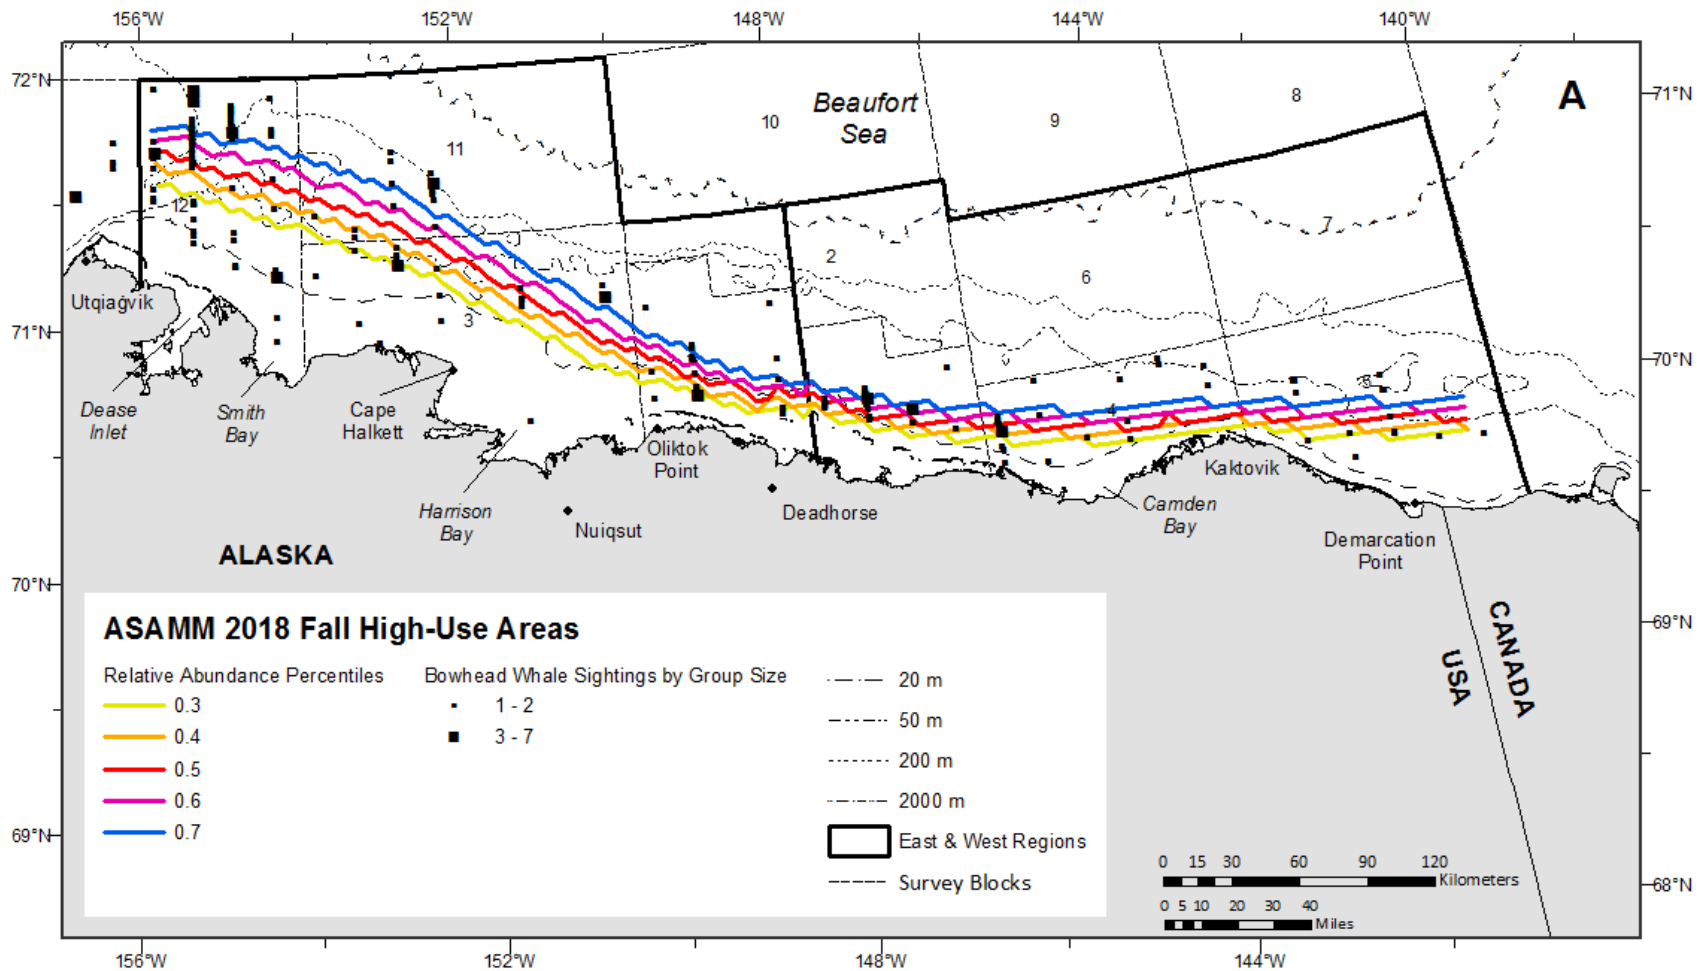 156°W 152°W 148°W 144°W 140°W
72°N
71°N
A
Beaufort
Sea
8
9
10
11
12
7
2
6
3
5
4
71°N
70°N
Utqiaġvik
Dease
Inlet
Smith
Bay
Cape
Halkett
Harrison
Bay
Oliktok
Point
Nuiqsut
Deadhorse
Kaktovik
Camden
Bay
Demarcation
Point
ALASKA
CANADA
USA
70°N
69°N
ASAMM 2018 Fall High-Use Areas
Relative Abundance Percentiles
0.3
0.4
0.5
0.6
0.7
Bowhead Whale Sightings by Group Size
1 - 2
3 - 7
20 m
50 m
200 m
2000 m
East & West Regions
Survey Blocks
0 15 30 60 90 120
Kilometers
0 5 10 20 30 40
Miles
69°N
68°N
156°W 152°W 148°W 144°W